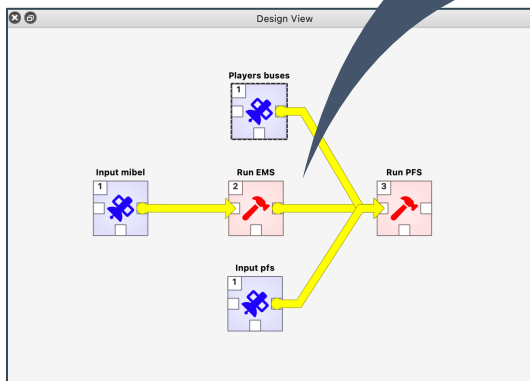 Design View
Players buses
1
Input mibel
1
Run EMS
2
Run PFS
3
Input pfs
1